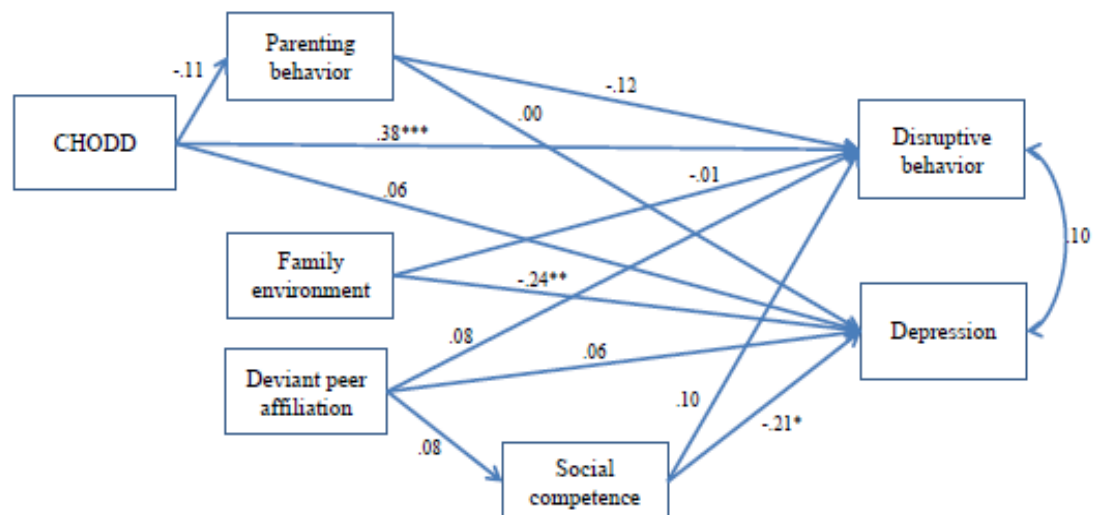 Parenting
behavior
-.11
-.12
.00
CHODD
.38***
Disruptive
behavior
-.01
.06
.10
Family
environment
-.24**
Depression
.08
.06
Deviant peer
affiliation
.10
-.21*
.08
Social
competence